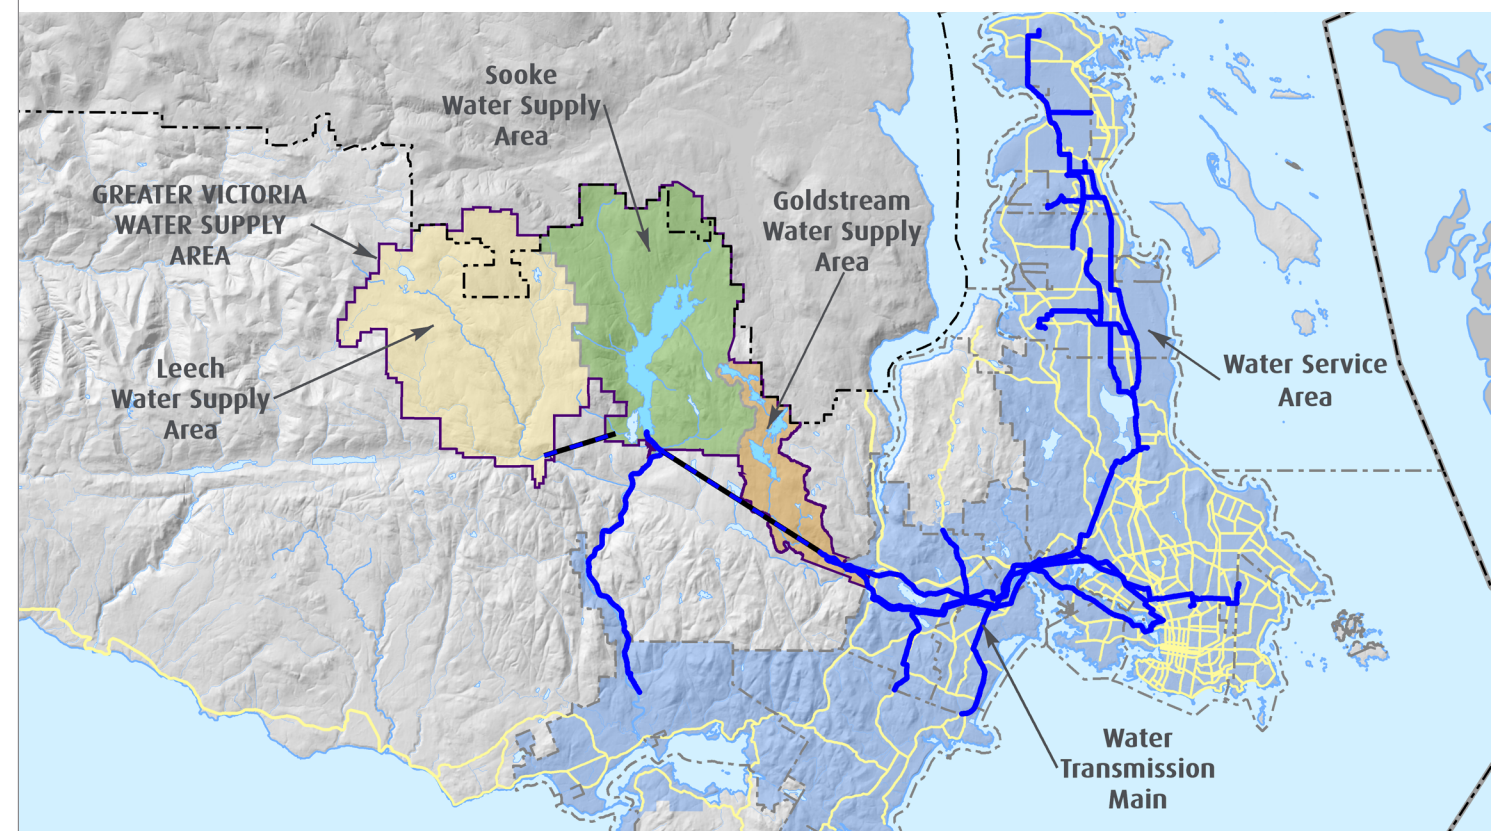 Sooke
Water Supply
Area
GREATER VICTORIA
WATER SUPPLY
AREA
Goldstream
Water Supply
Area
Leech
Water Supply
Area
Water Service
Area
Water
Transmission
Main